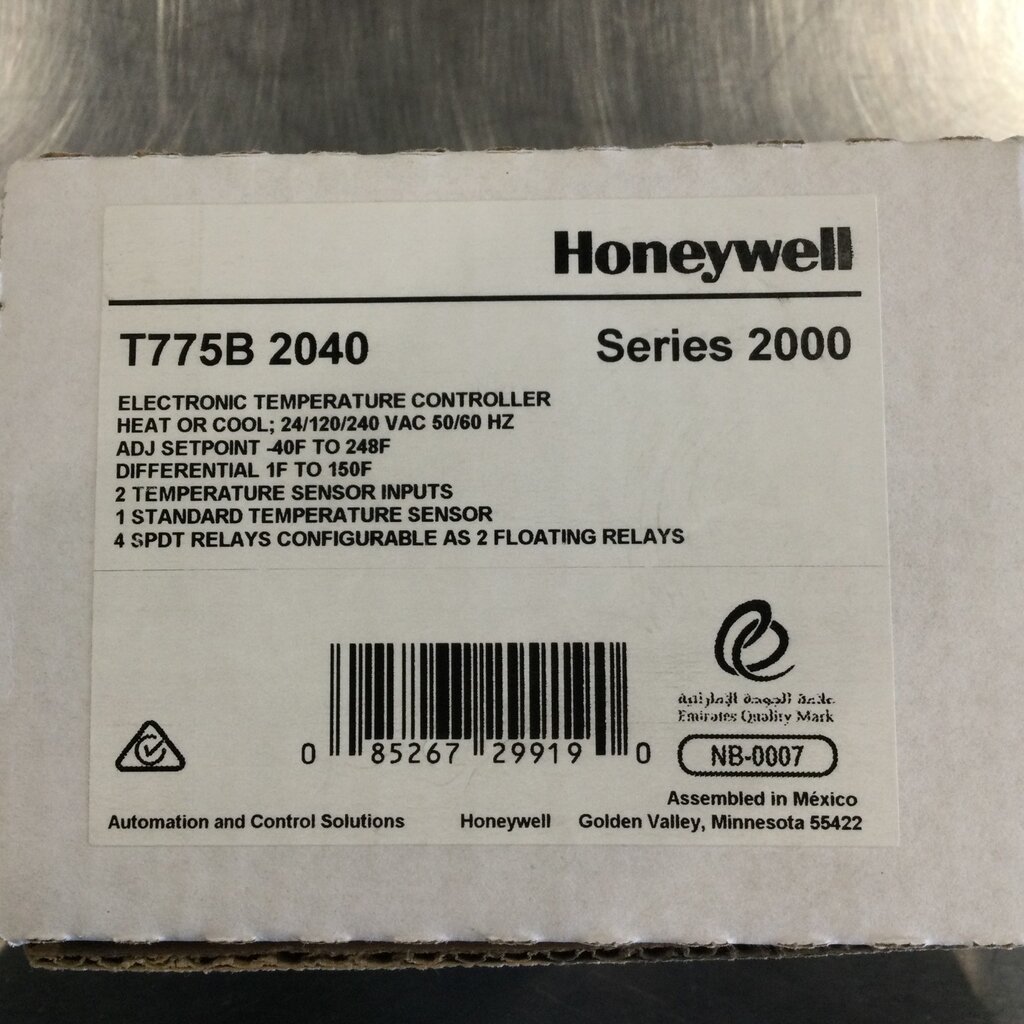 Honeywell
T775B 2040 Series 2000
ELECTRONIC TEMPERATURE CONTROLLER
HEAT OR COOL; 24/120/240 VAC 50/60 HZ
ADJ SETPOINT -40F TO 248F
DIFFERENTIAL 1F TO 150F
2 TEMPERATURE SENSOR INPUTS
1 STANDARD TEMPERATURE SENSOR
4 SPDT RELAYS CONFIGURABLE AS 2 FLOATING RELAYS
علامة الجودة الإماراتية
Emirates Quality Mark
NB-0007
0 85267 29919 0
Assembled in México
Automation and Control Solutions Honeywell Golden Valley, Minnesota 55422